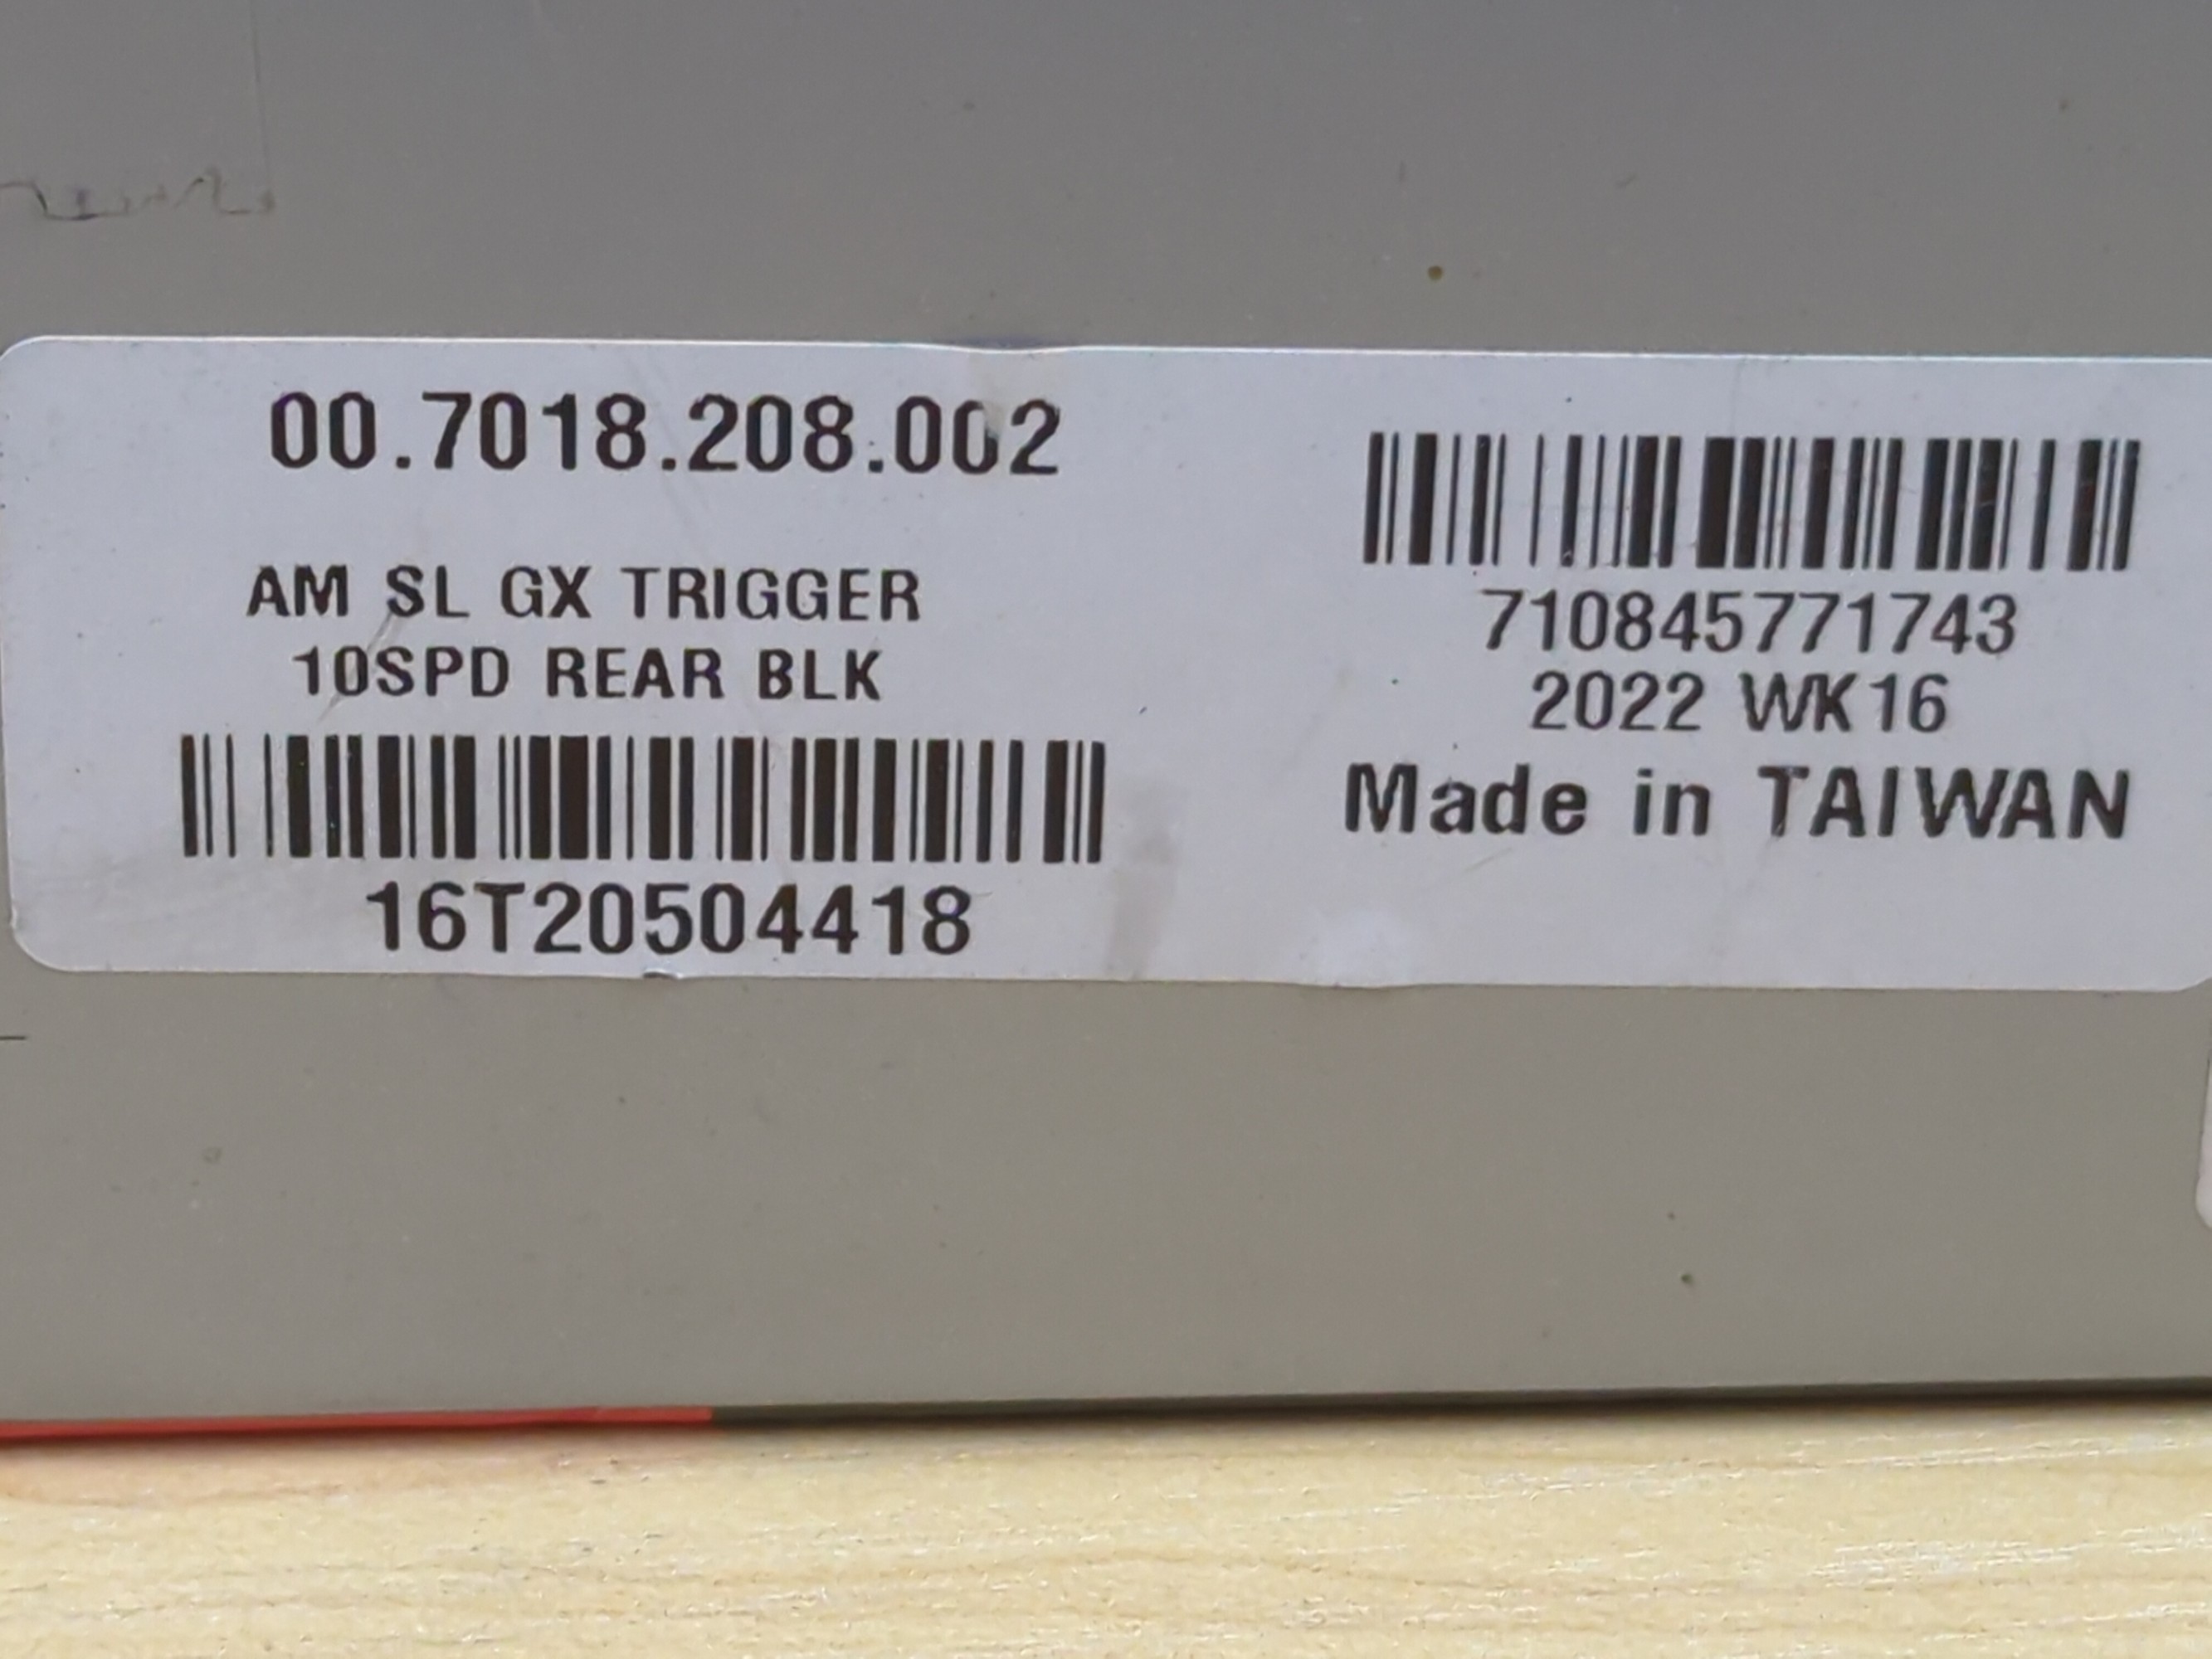 00.7018.208.002
AM SL GX TRIGGER
10SPD REAR BLK
16T20504418
710845771743
2022 WK16
Made in TAIWAN